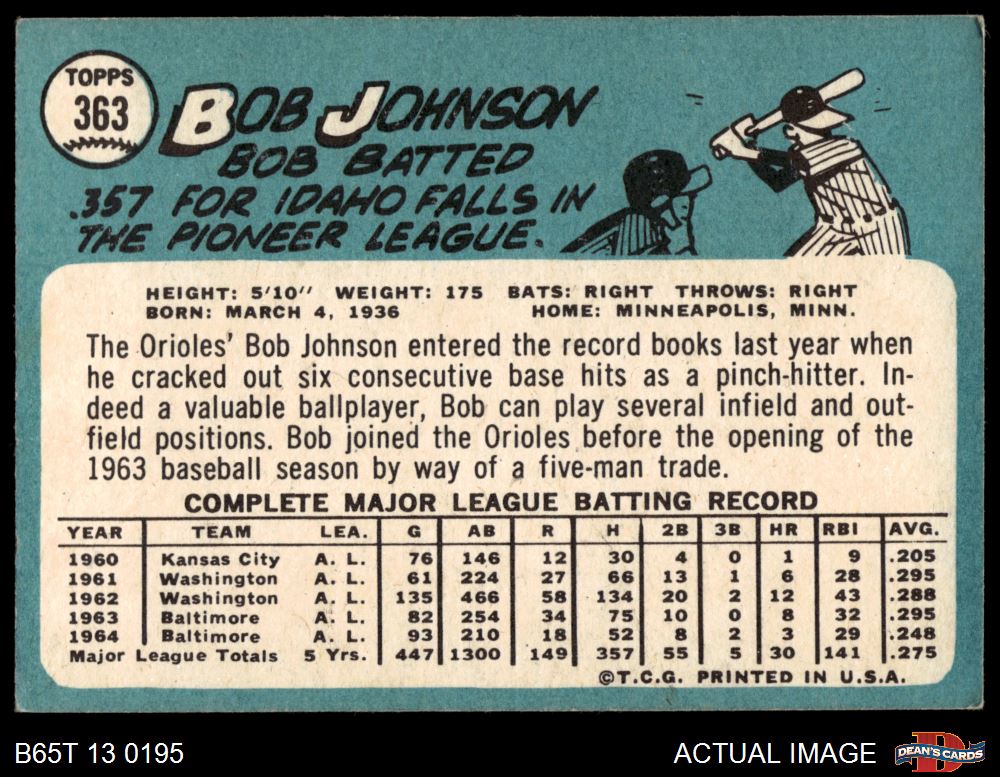 TOPPS
363
BOB JOHNSON
BOB BATTED
.357 FOR IDAHO FALLS IN
THE PIONEER LEAGUE.
HEIGHT: 5'10" WEIGHT: 175 BATS: RIGHT THROWS: RIGHT
BORN: MARCH 4, 1936 HOME: MINNEAPOLIS, MINN.
The Orioles' Bob Johnson entered the record books last year when
he cracked out six consecutive base hits as a pinch-hitter. In-
deed a valuable ballplayer, Bob can play several infield and out-
field positions. Bob joined the Orioles before the opening of the
1963 baseball season by way of a five-man trade.
COMPLETE MAJOR LEAGUE BATTING RECORD
YEAR TEAM LEA. G AB R H 2B 3B HR RBI AVG.
1960 Kansas City A. L. 76 146 12 30 4 0 1 9 .205
1961 Washington A. L. 61 224 27 66 13 1 6 28 .295
1962 Washington A. L. 135 466 58 134 20 2 12 43 .288
1963 Baltimore A. L. 82 254 34 75 10 0 8 32 .295
1964 Baltimore A. L. 93 210 18 52 8 2 3 29 .248
Major League Totals 5 Yrs. 447 1300 149 357 55 5 30 141 .275
©T.C.G. PRINTED IN U.S.A.
B65T 13 0195
ACTUAL IMAGE
DEAN'S CARDS